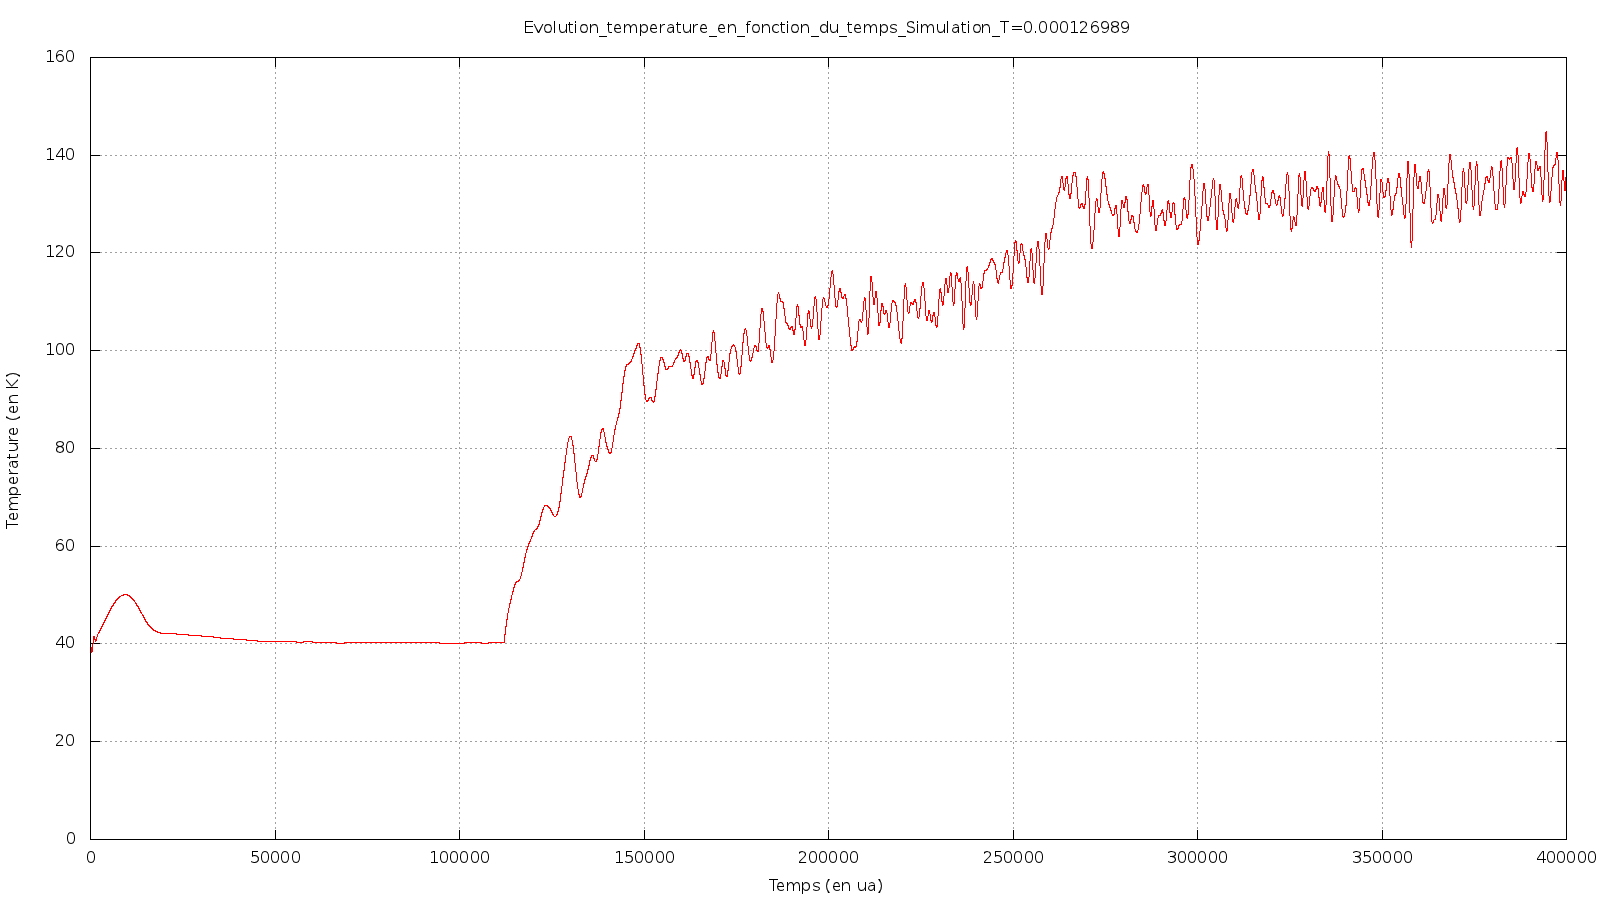 Evolution_temperature_en_fonction_du_temps_Simulation_T=0.000126989
160
140
120
100
80
60
40
20
0
Temperature (en K)
0 50000 100000 150000 200000 250000 300000 350000 400000
Temps (en ua)